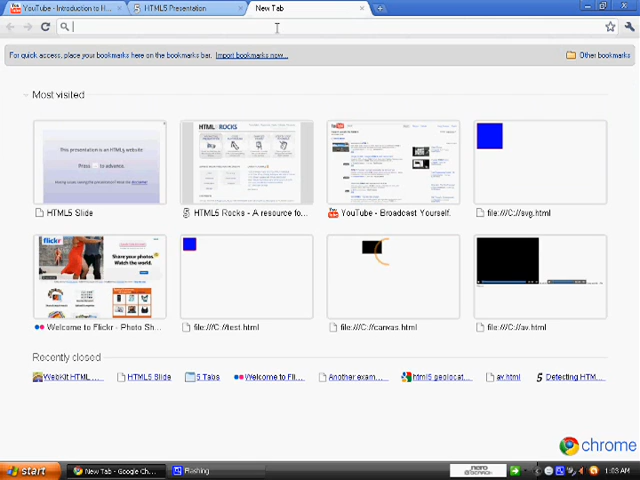 YouTube - Introduction to H...
HTML5 Presentation
New Tab
For quick access, place your bookmarks here on the bookmarks bar. Import bookmarks now...
Other bookmarks
Most visited
This presentation is an HTML5 website
Press to advance.
HTML5 ROCKS
flickr
Share your photos.
Watch the world.
HTML5 Slide
HTML5 Rocks - A resource fo...
YouTube - Broadcast Yourself.
file:///C://svg.html
Welcome to Flickr - Photo Sh...
file:///C://test.html
file:///C://canvas.html
file:///C://av.html
Recently closed
WebKit HTML ...
HTML5 Slide
5 Tabs
Welcome to Fli...
Another exam...
html5 geolocat...
av.html
Detecting HTM...
chrome
start
New Tab - Google Ch...
Flashing
nero
SEARCH
1:03 AM